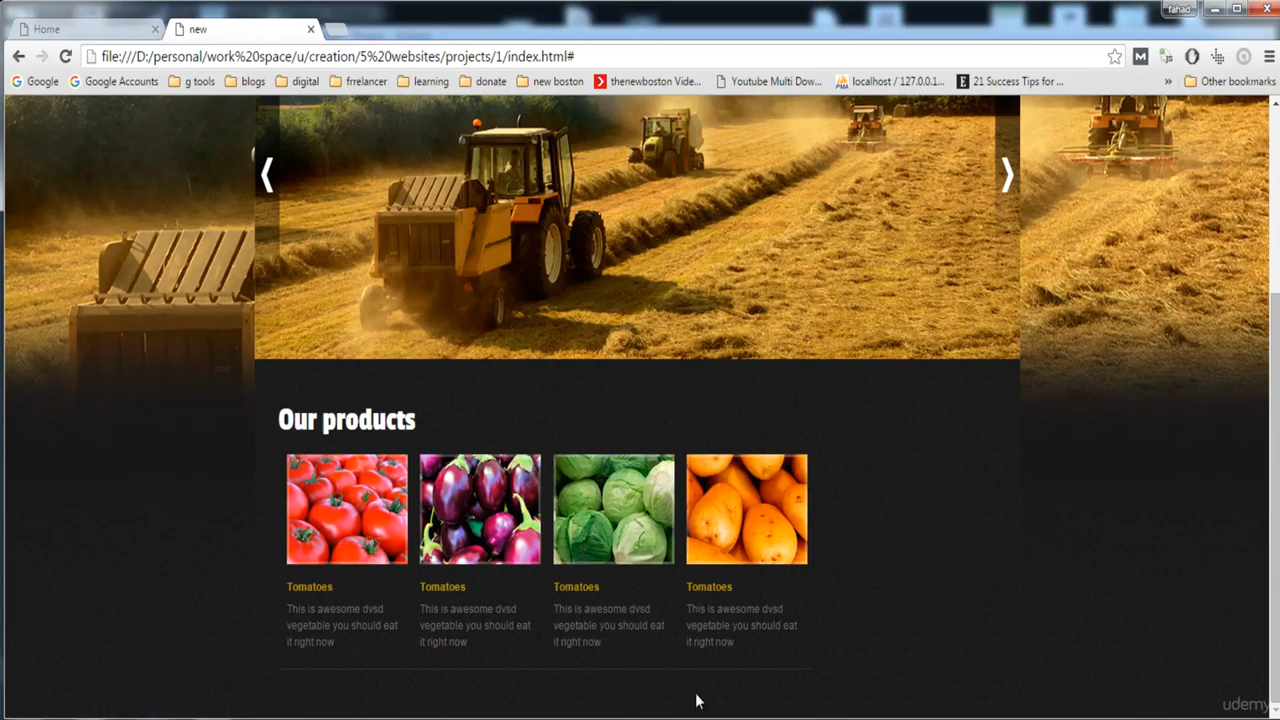 fahad
Home
new
file:///D:/personal/work%20space/u/creation/5%20websites/projects/1/index.html#
Google
Google Accounts
g tools
blogs
digital
frrelancer
learning
donate
new boston
thenewboston Vide...
Youtube Multi Dow...
localhost / 127.0.0.1...
21 Success Tips for ...
Other bookmarks
Our products
Tomatoes
Tomatoes
Tomatoes
Tomatoes
This is awesome dvsd
This is awesome dvsd
This is awesome dvsd
This is awesome dvsd
vegetable you should eat
vegetable you should eat
vegetable you should eat
vegetable you should eat
it right now
it right now
it right now
it right now
udemy